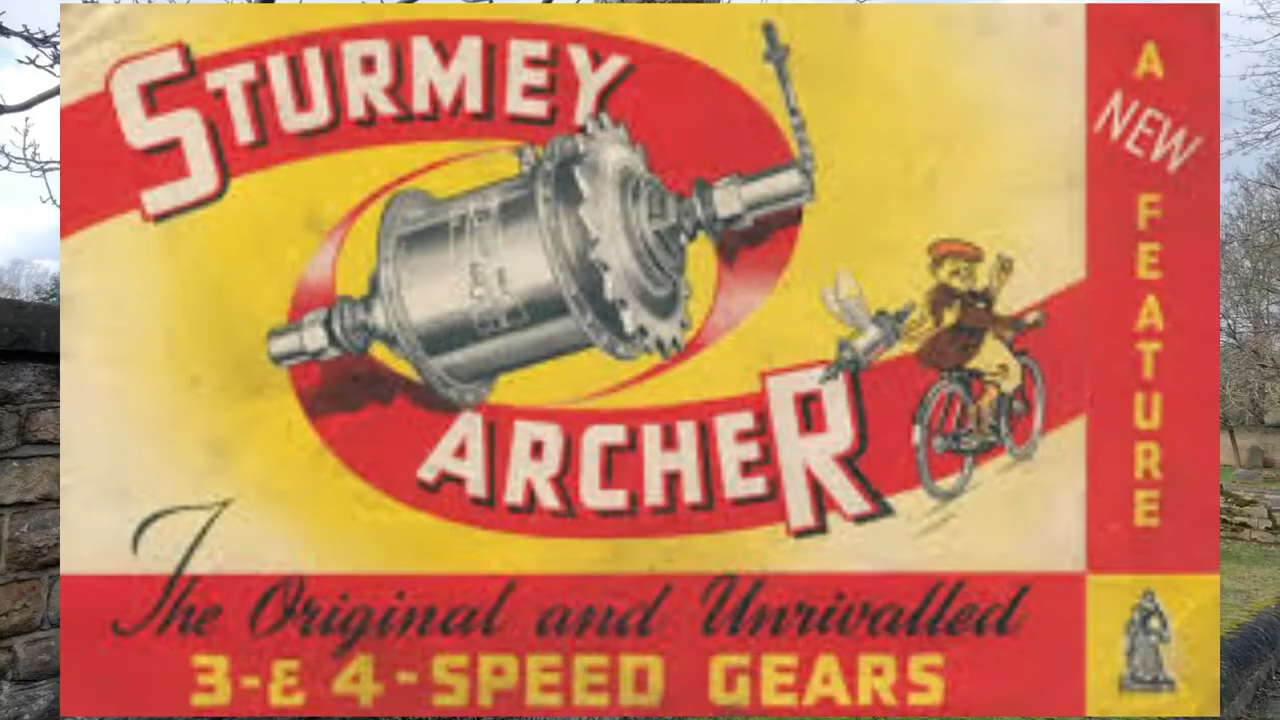 STURMEY
ARCHER
The Original and Unrivalled
3-& 4-SPEED GEARS
A
NEW
FEATURE